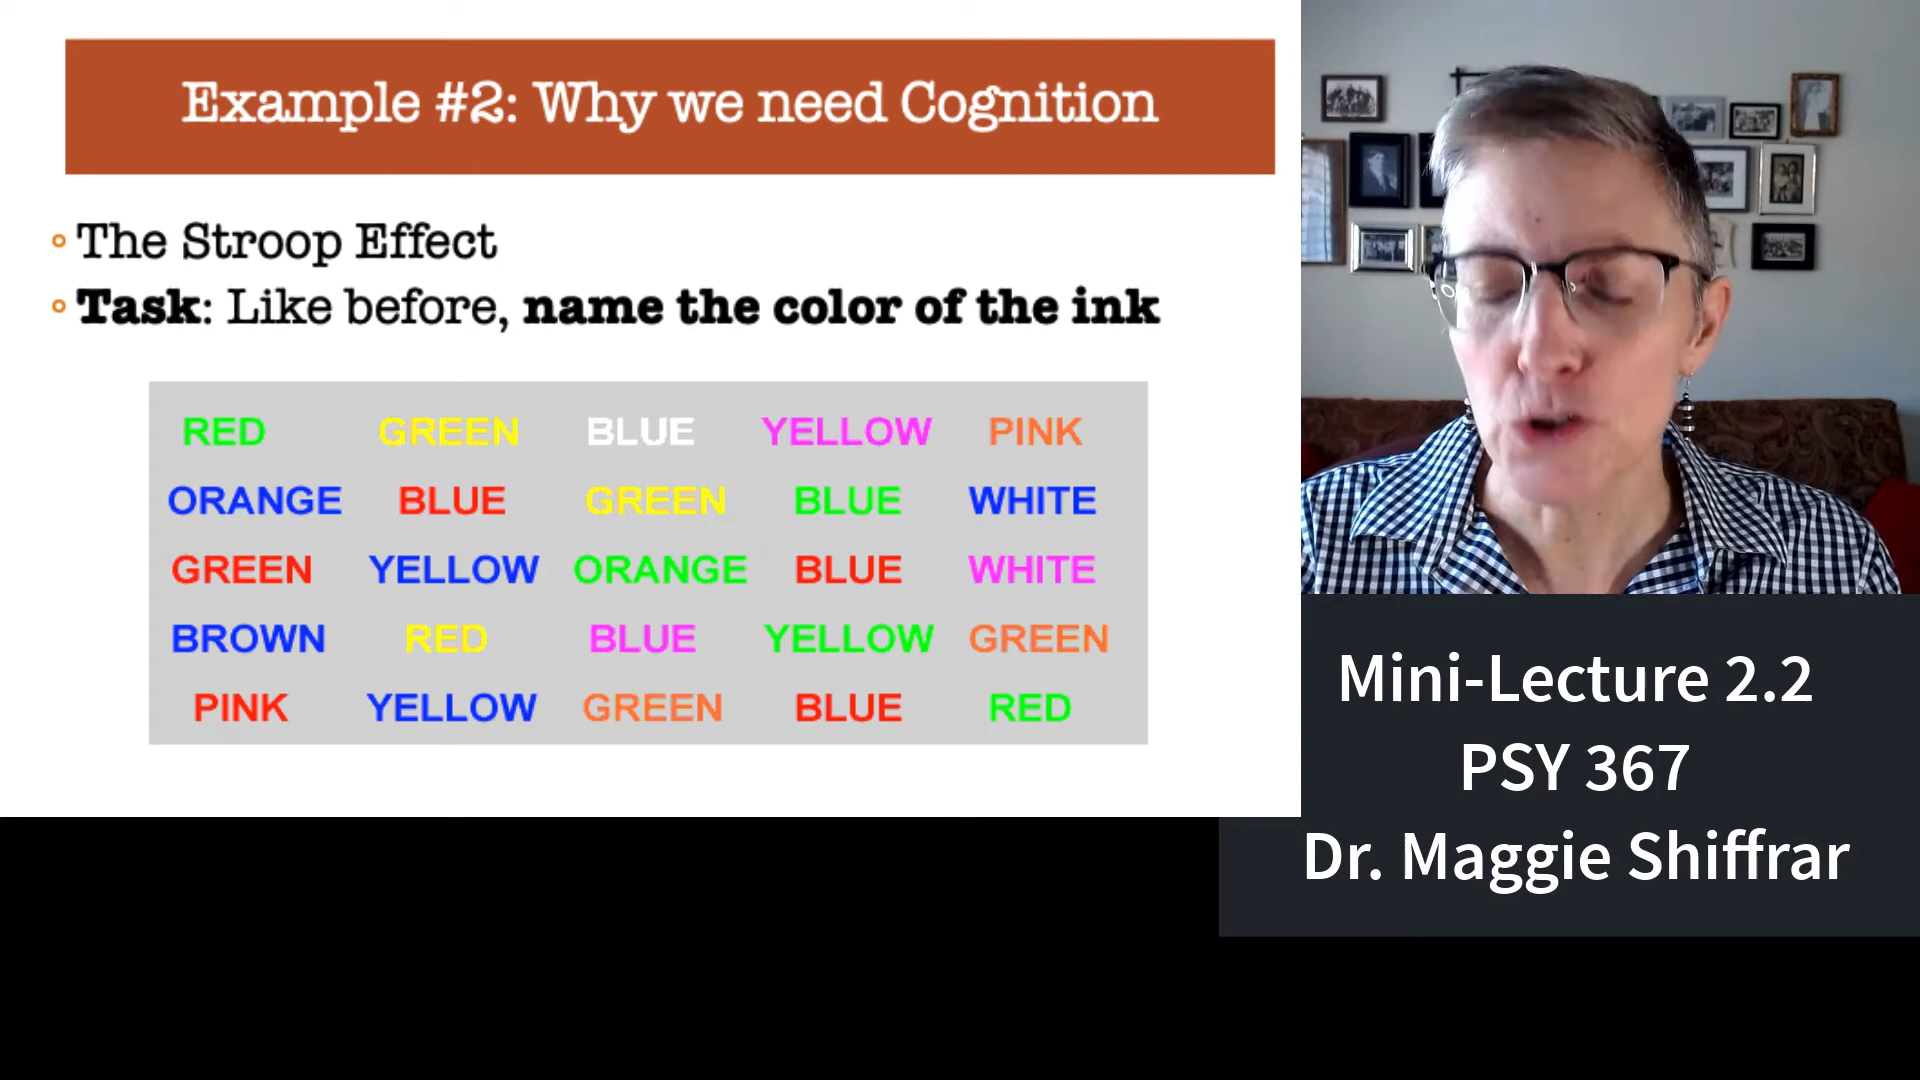 Example #2: Why we need Cognition
The Stroop Effect
Task: Like before, name the color of the ink
RED GREEN BLUE YELLOW PINK
ORANGE BLUE GREEN BLUE WHITE
GREEN YELLOW ORANGE BLUE WHITE
BROWN RED BLUE YELLOW GREEN
PINK YELLOW GREEN BLUE RED
Mini-Lecture 2.2
PSY 367
Dr. Maggie Shiffrar